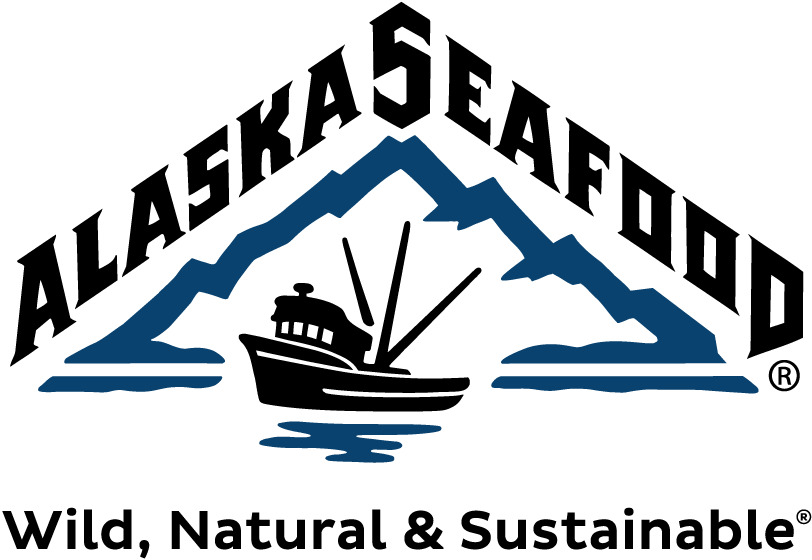 ALASKA SEAFOOD®
Wild, Natural & Sustainable®